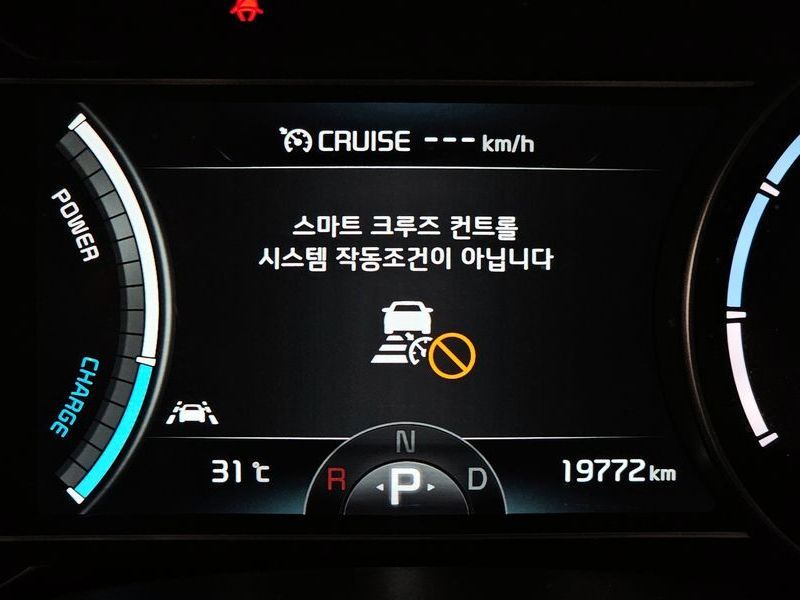 CRUISE --- km/h
스마트 크루즈 컨트롤
시스템 작동조건이 아닙니다
POWER
CHARGE
N
R P D
31℃
19772 km